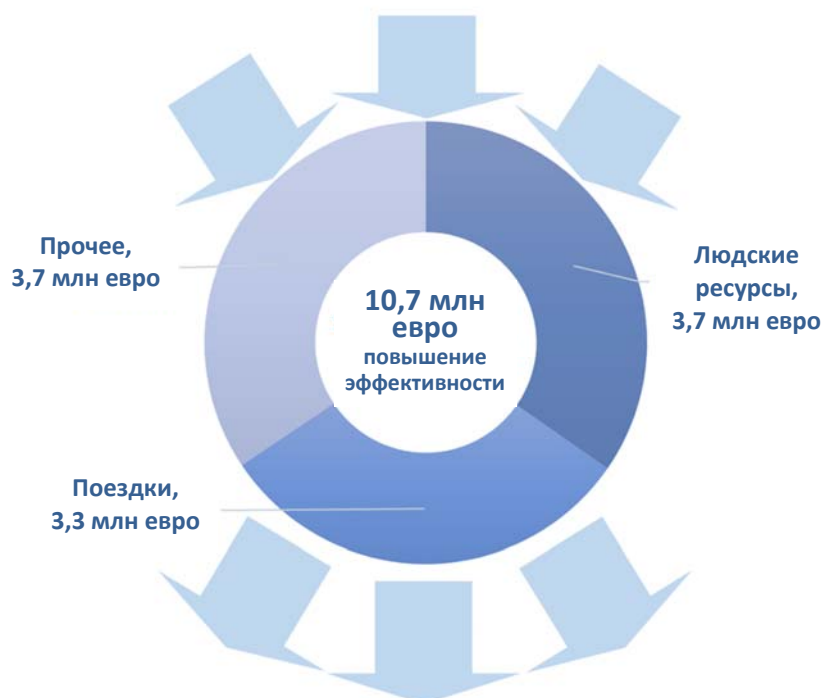 Прочее,
3,7 млн евро
Людские
ресурсы,
3,7 млн евро
10,7 млн
евро
повышение
эффективности
Поездки,
3,3 млн евро